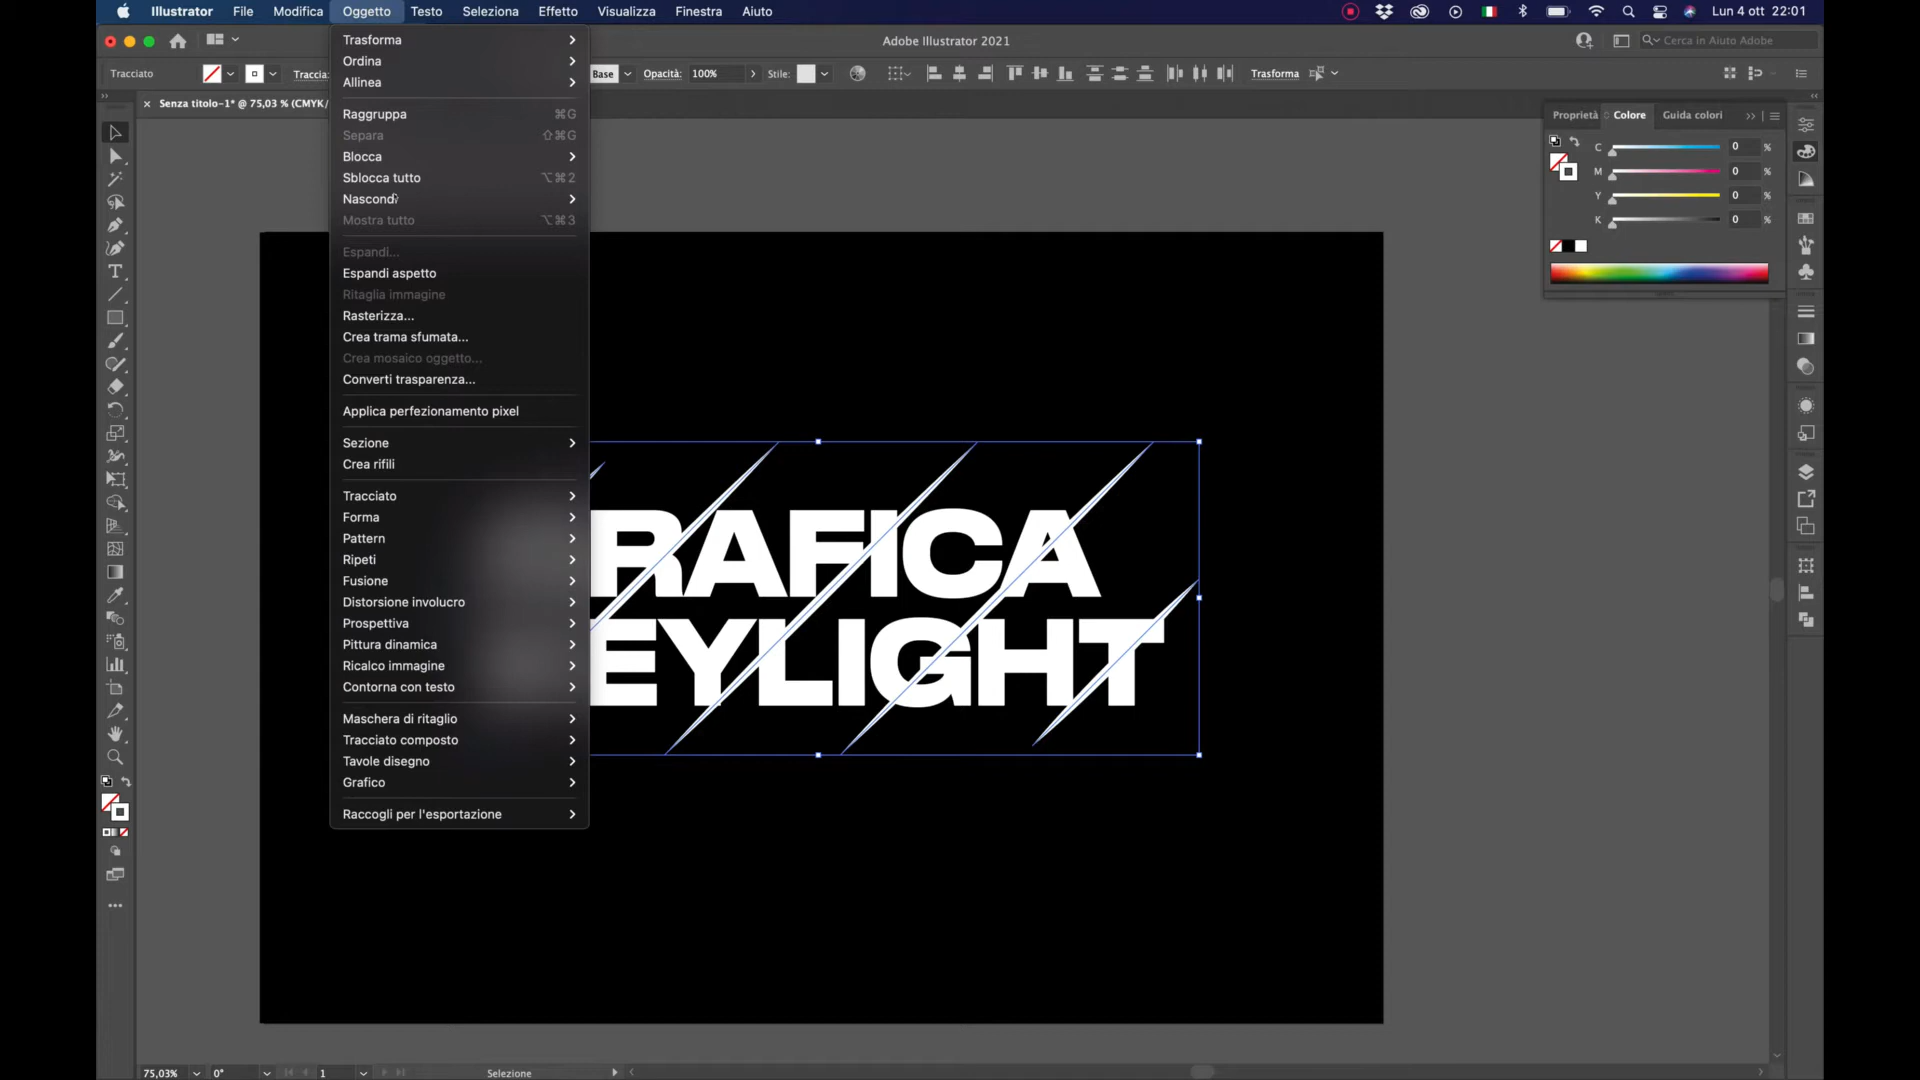 Illustrator File Modifica Oggetto Testo Seleziona Effetto Visualizza Finestra Aiuto Lun 4 ott 22:01
Adobe Illustrator 2021 Cerca in Aiuto Adobe
Tracciato Traccia: Base Opacità: 100% Stile: Trasforma
Senza titolo-1* @ 75,03 % (CMYK/
Trasforma
Ordina
Allinea
Raggruppa ⌘G
Separa ⇧⌘G
Blocca
Sblocca tutto ⌥⌘2
Nascondi
Mostra tutto ⌥⌘3
Espandi...
Espandi aspetto
Ritaglia immagine
Rasterizza...
Crea trama sfumata...
Crea mosaico oggetto...
Converti trasparenza...
Applica perfezionamento pixel
Sezione
Crea rifili
Tracciato
Forma
Pattern
Ripeti
Fusione
Distorsione involucro
Prospettiva
Pittura dinamica
Ricalco immagine
Contorna con testo
Maschera di ritaglio
Tracciato composto
Tavole disegno
Grafico
Raccogli per l'esportazione
RAFICA
EYLIGHT
Proprietà Colore Guida colori
C 0 %
M 0 %
Y 0 %
K 0 %
75,03% 0° 1 Selezione